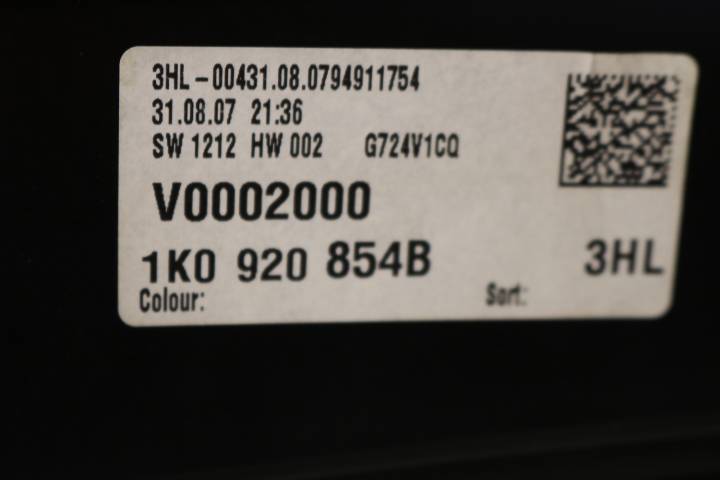 3HL-00431.08.0794911754
31.08.07 21:36
SW 1212 HW 002 G724V1CQ
V0002000
1K0 920 854B 3HL
Colour: Sort: